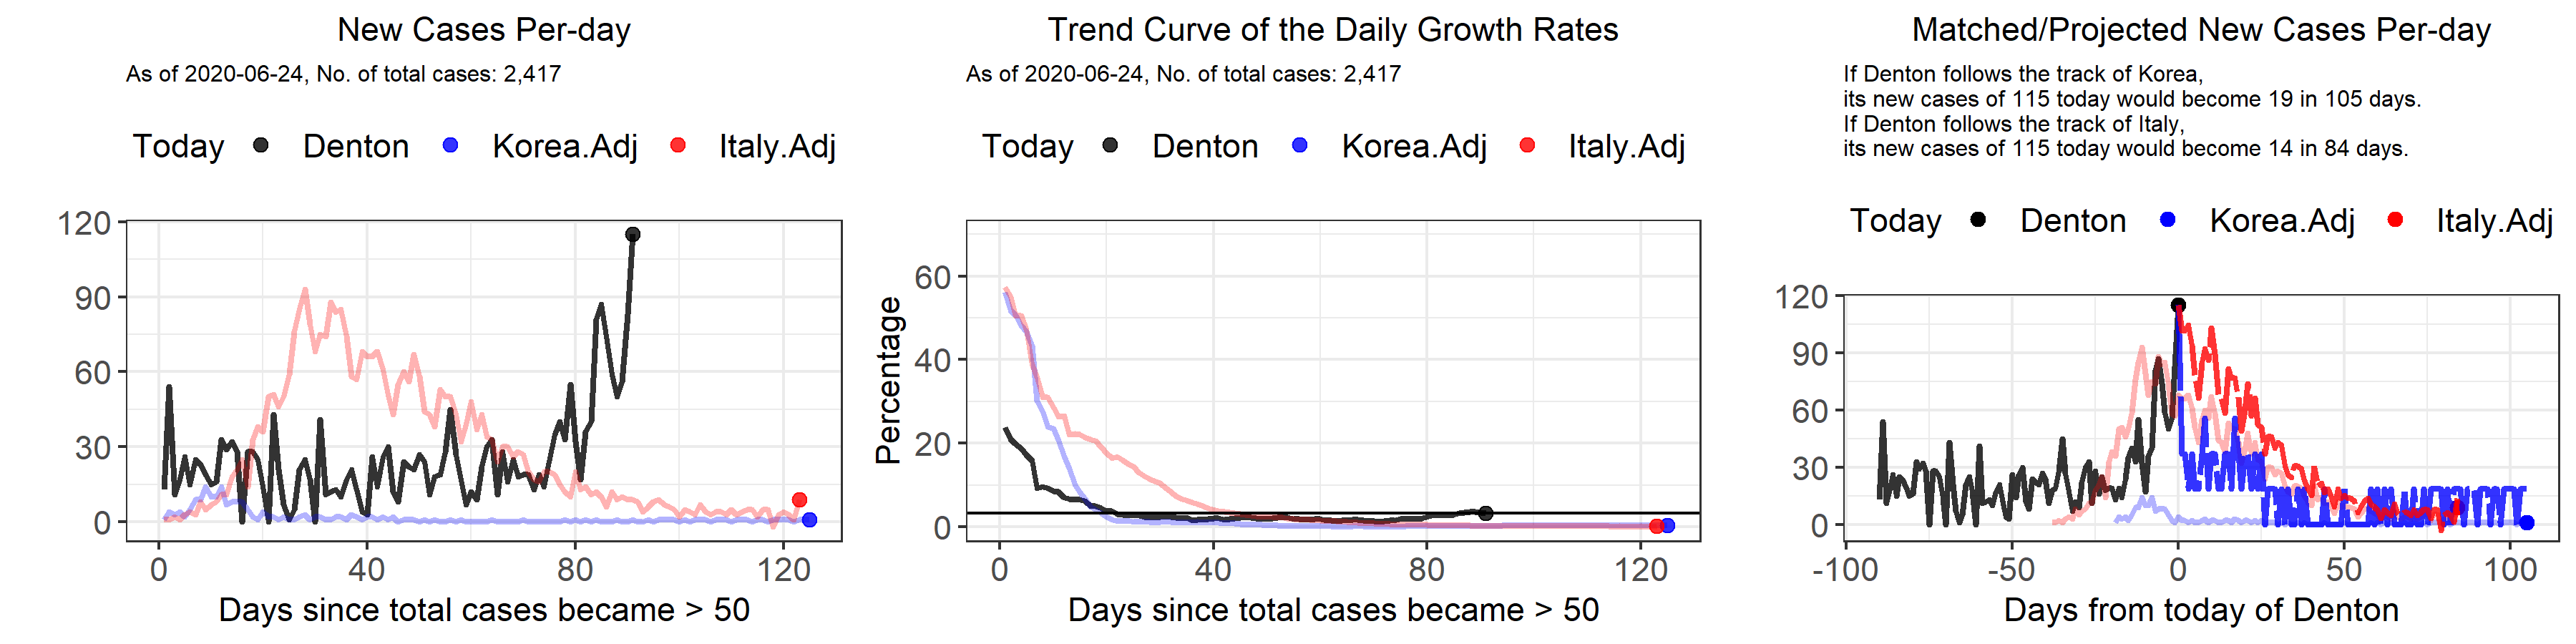 New Cases Per-day
As of 2020-06-24, No. of total cases: 2,417
Today Denton Korea.Adj Italy.Adj
120
90
60
30
0
0 40 80 120
Days since total cases became > 50
Trend Curve of the Daily Growth Rates
As of 2020-06-24, No. of total cases: 2,417
Today Denton Korea.Adj Italy.Adj
Percentage
60
40
20
0
0 40 80 120
Days since total cases became > 50
Matched/Projected New Cases Per-day
If Denton follows the track of Korea,
its new cases of 115 today would become 19 in 105 days.
If Denton follows the track of Italy,
its new cases of 115 today would become 14 in 84 days.
Today Denton Korea.Adj Italy.Adj
120
90
60
30
0
-100 -50 0 50 100
Days from today of Denton